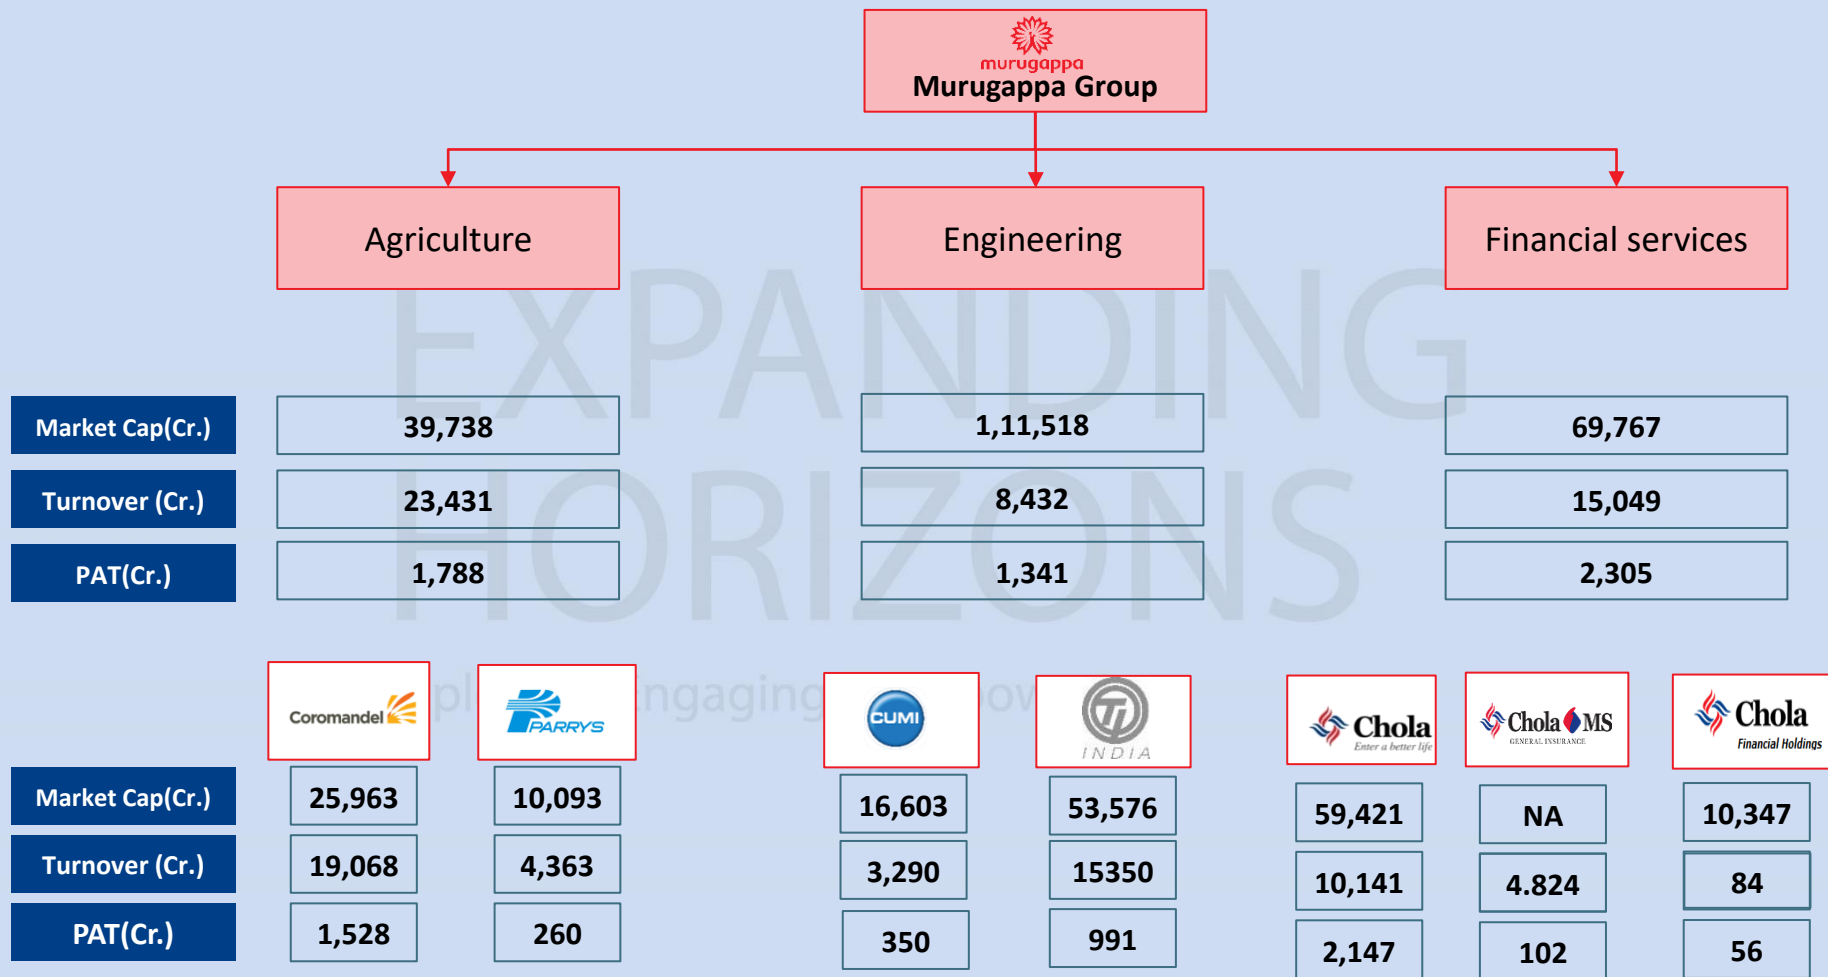 murugappa
Murugappa Group
Agriculture
Engineering
Financial services
EXPANDING
HORIZONS
Market Cap(Cr.)
39,738
1,11,518
69,767
Turnover (Cr.)
23,431
8,432
15,049
PAT(Cr.)
1,788
1,341
2,305
Coromandel
PARRYS
ngaging
CUMI
TI
INDIA
Chola
Enter a better life
Chola MS
GENERAL INSURANCE
Chola
Financial Holdings
Market Cap(Cr.)
25,963
10,093
16,603
53,576
59,421
NA
10,347
Turnover (Cr.)
19,068
4,363
3,290
15350
10,141
4.824
84
PAT(Cr.)
1,528
260
350
991
2,147
102
56